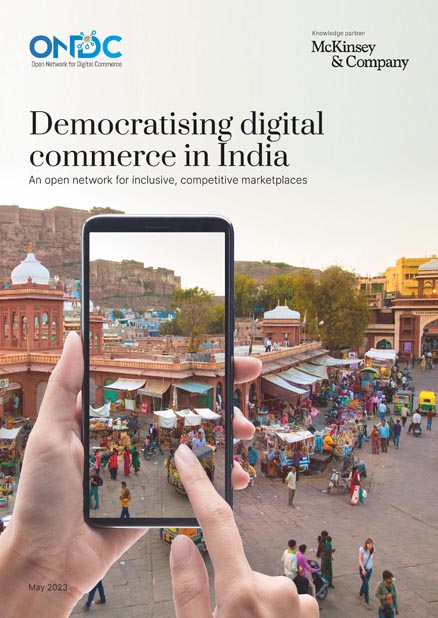 ONDC
Open Network for Digital Commerce
Knowledge partner
McKinsey
& Company
Democratising digital
commerce in India
An open network for inclusive, competitive marketplaces
May 2023